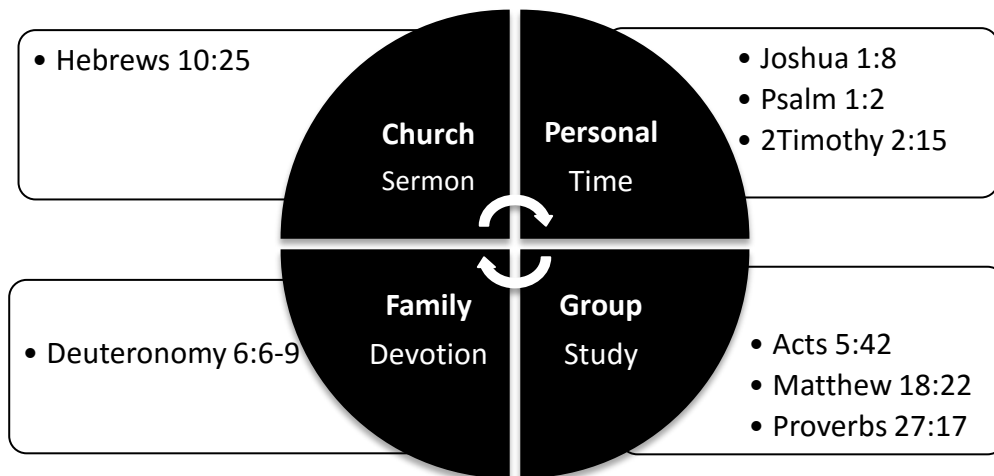 • Hebrews 10:25
Church
Sermon
Personal
Time
• Joshua 1:8
• Psalm 1:2
• 2Timothy 2:15
• Deuteronomy 6:6-9
Family
Devotion
Group
Study
• Acts 5:42
• Matthew 18:22
• Proverbs 27:17